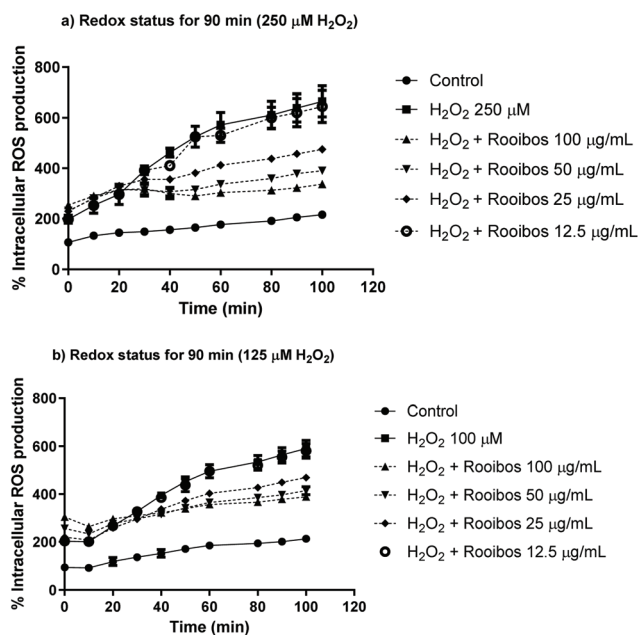 a) Redox status for 90 min (250 μM H₂O₂)
% Intracellular ROS production
800
600
400
200
0
0 20 40 60 80 100 120
Time (min)
Control
H₂O₂ 250 μM
H₂O₂ + Rooibos 100 μg/mL
H₂O₂ + Rooibos 50 μg/mL
H₂O₂ + Rooibos 25 μg/mL
H₂O₂ + Rooibos 12.5 μg/mL
b) Redox status for 90 min (125 μM H₂O₂)
% Intracellular ROS production
800
600
400
200
0
0 20 40 60 80 100 120
Time (min)
Control
H₂O₂ 100 μM
H₂O₂ + Rooibos 100 μg/mL
H₂O₂ + Rooibos 50 μg/mL
H₂O₂ + Rooibos 25 μg/mL
H₂O₂ + Rooibos 12.5 μg/mL